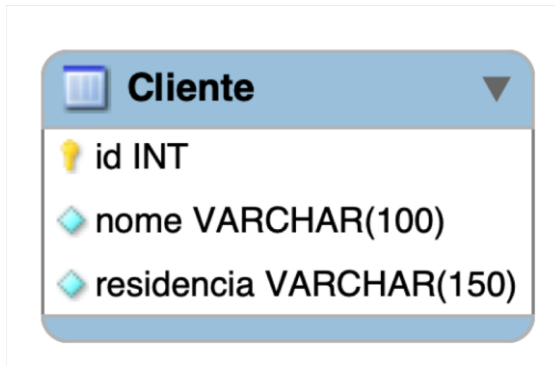 Cliente
id INT
nome VARCHAR(100)
residencia VARCHAR(150)